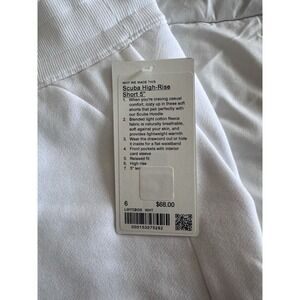 WHY WE MADE THIS
Scuba High-Rise
Short 5"
1. When you're craving casual
comfort, cozy up in these soft
shorts that pair perfectly with
our Scuba Hoodie
2. Blended light cotton fleece
fabric is naturally breathable,
soft against your skin, and
provides lightweight warmth
3. Wear the drawcord out or hide
it inside for a flat waistband
4. Front pockets with interior
card sleeve
5. Relaxed fit
6. High-rise
7. 5"
6 $68.00
WHT